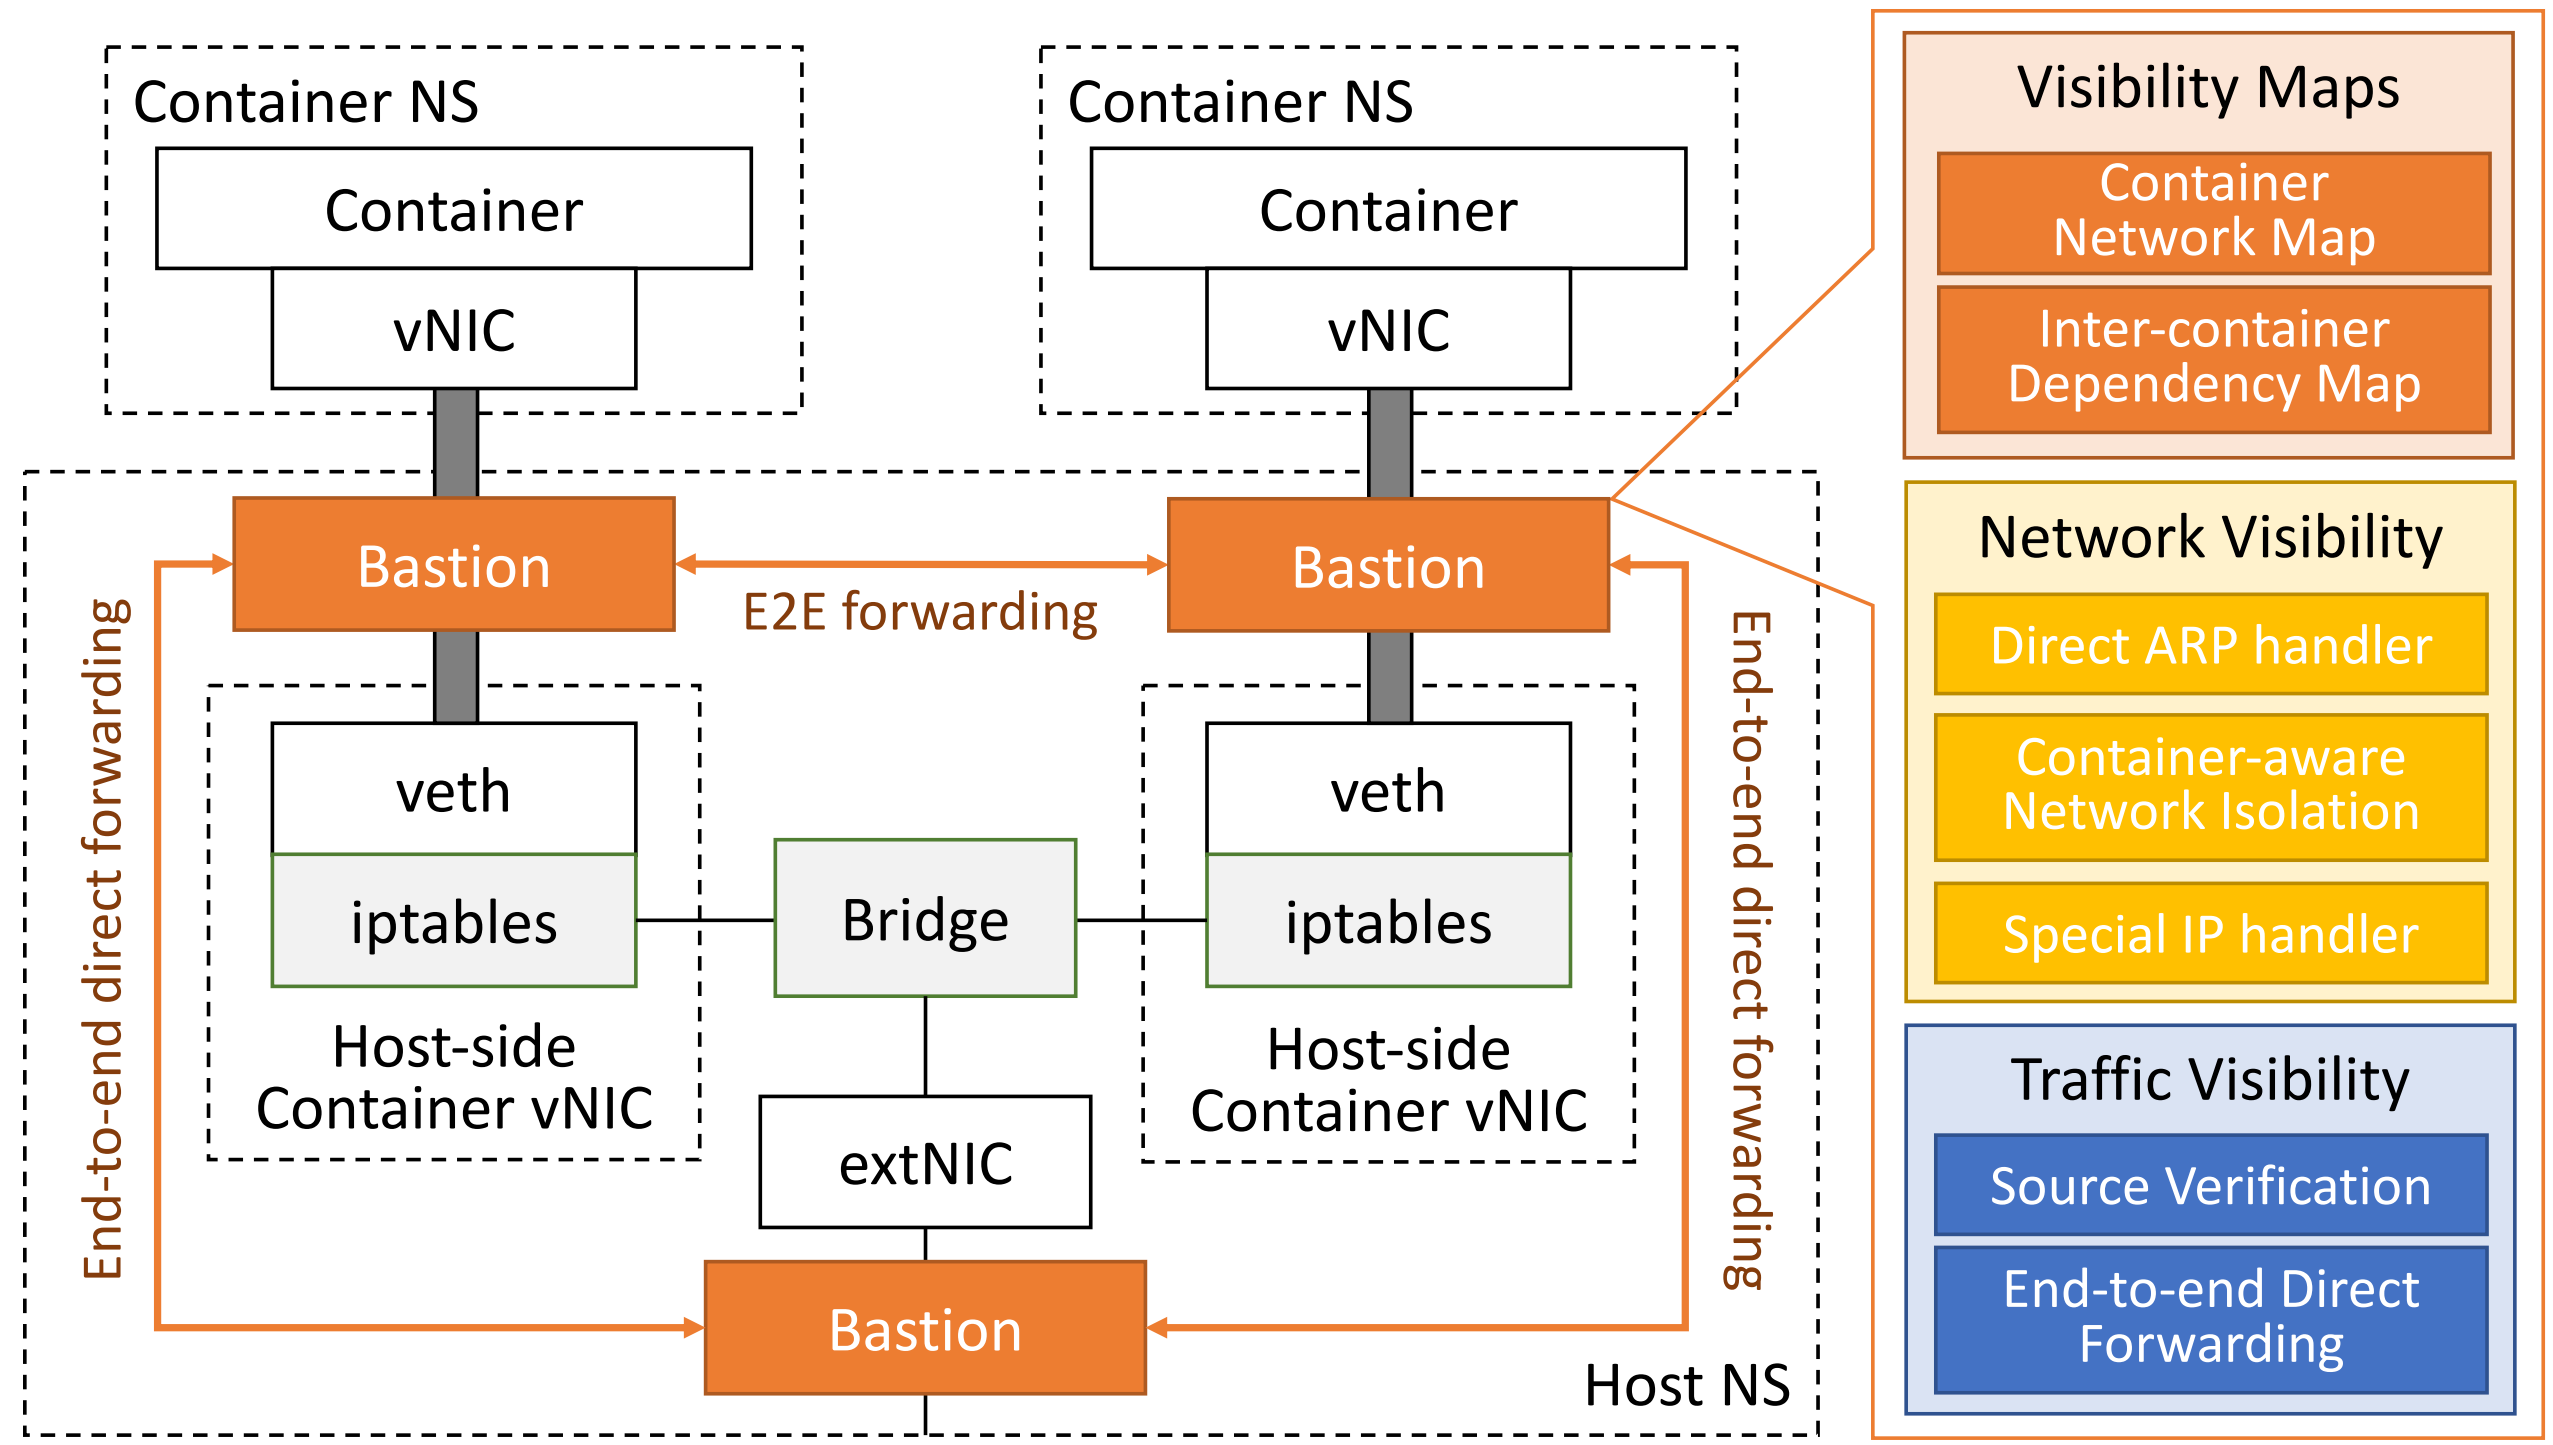 Container NS
Container
vNIC
Container NS
Container
vNIC
Bastion
E2E forwarding
Bastion
End-to-end direct forwarding
End-to-end direct forwarding
veth
iptables
Host-side
Container vNIC
Bridge
veth
iptables
Host-side
Container vNIC
extNIC
Bastion
Host NS
Visibility Maps
Container
Network Map
Inter-container
Dependency Map
Network Visibility
Direct ARP handler
Container-aware
Network Isolation
Special IP handler
Traffic Visibility
Source Verification
End-to-end Direct
Forwarding